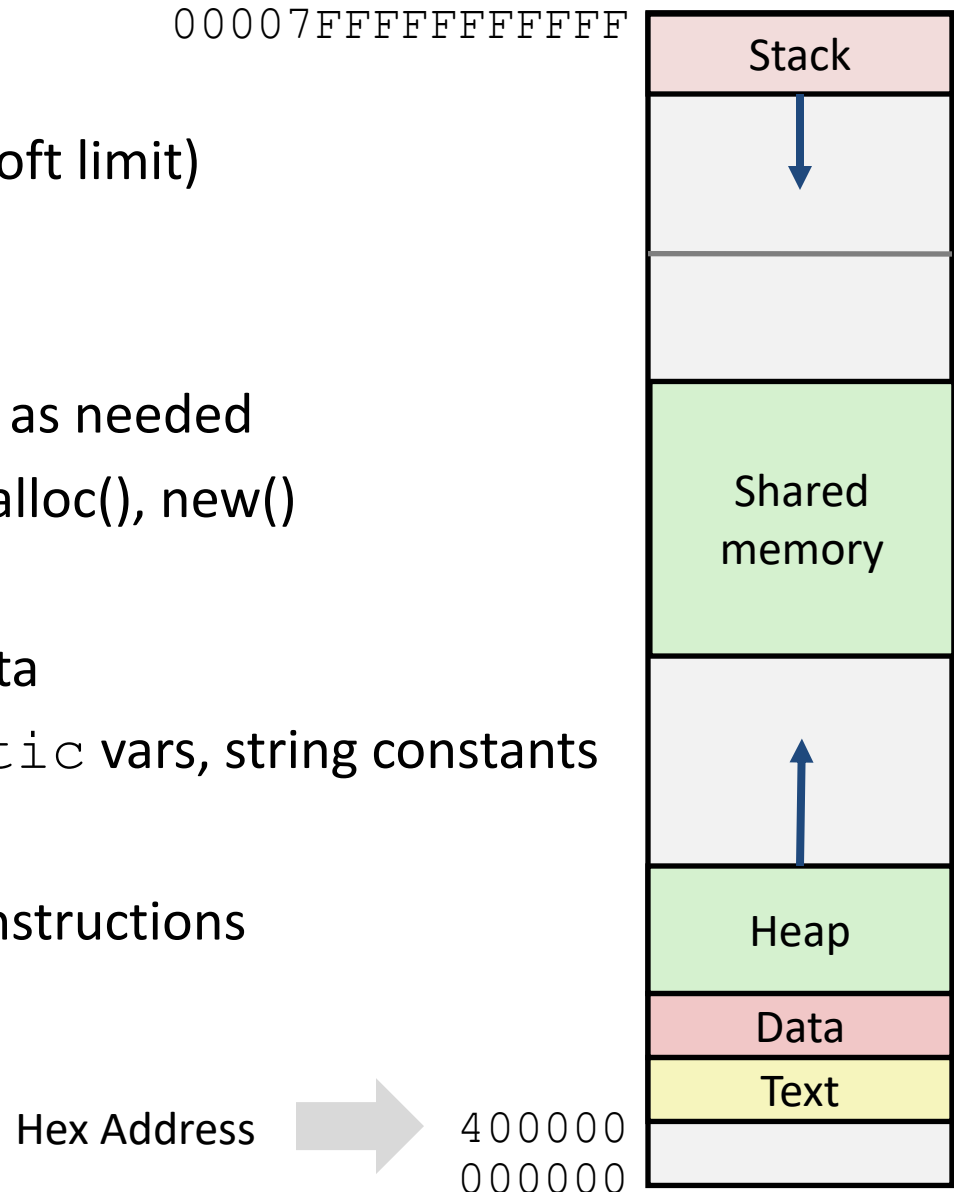 00007FFFFFFFFFFF
Stack
oft limit)
as needed
alloc(), new()
Shared
memory
ta
tic vars, string constants
nstructions
Heap
Data
Text
Hex Address
400000
000000